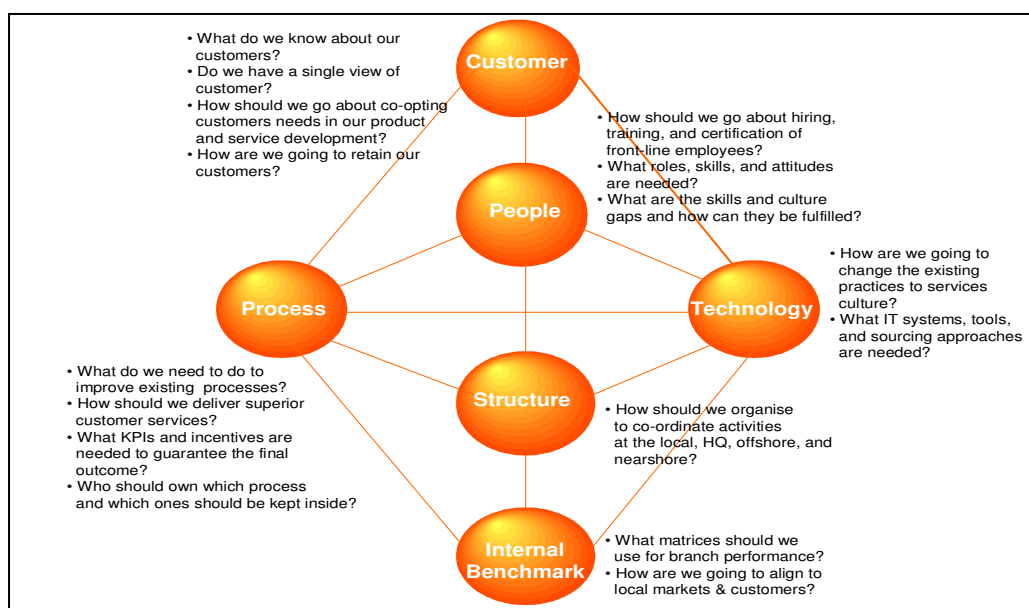 • What do we know about our
customers?
• Do we have a single view of
customer?
• How should we go about co-opting
customers needs in our product
and service development?
• How are we going to retain our
customers?
Customer
• How should we go about hiring,
training, and certification of
front-line employees?
• What roles, skills, and attitudes
are needed?
• What are the skills and culture
gaps and how can they be fulfilled?
People
Process
Technology
• How are we going to
change the existing
practices to services
culture?
• What IT systems, tools,
and sourcing approaches
are needed?
• What do we need to do to
improve existing processes?
• How should we deliver superior
customer services?
• What KPIs and incentives are
needed to guarantee the final
outcome?
• Who should own which process
and which ones should be kept inside?
Structure
• How should we organise
to co-ordinate activities
at the local, HQ, offshore, and
nearshore?
Internal
Benchmark
• What matrices should we
use for branch performance?
• How are we going to align to
local markets & customers?